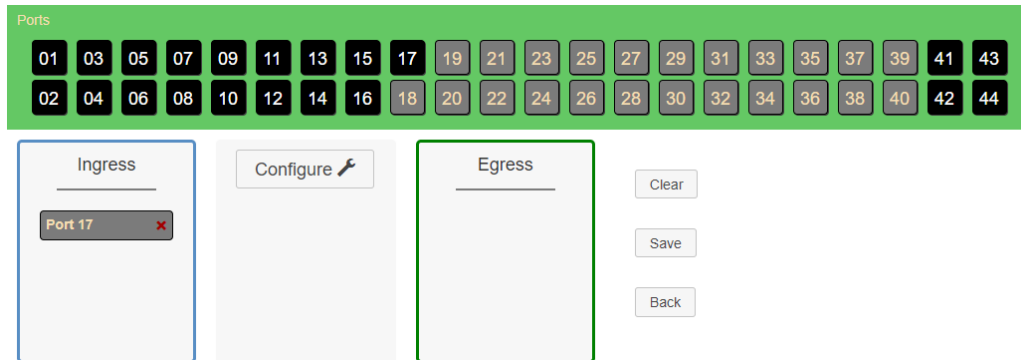 Ports
01 03 05 07 09 11 13 15 17 19 21 23 25 27 29 31 33 35 37 39 41 43
02 04 06 08 10 12 14 16 18 20 22 24 26 28 30 32 34 36 38 40 42 44
Ingress
Port 17
Configure
Egress
Clear
Save
Back